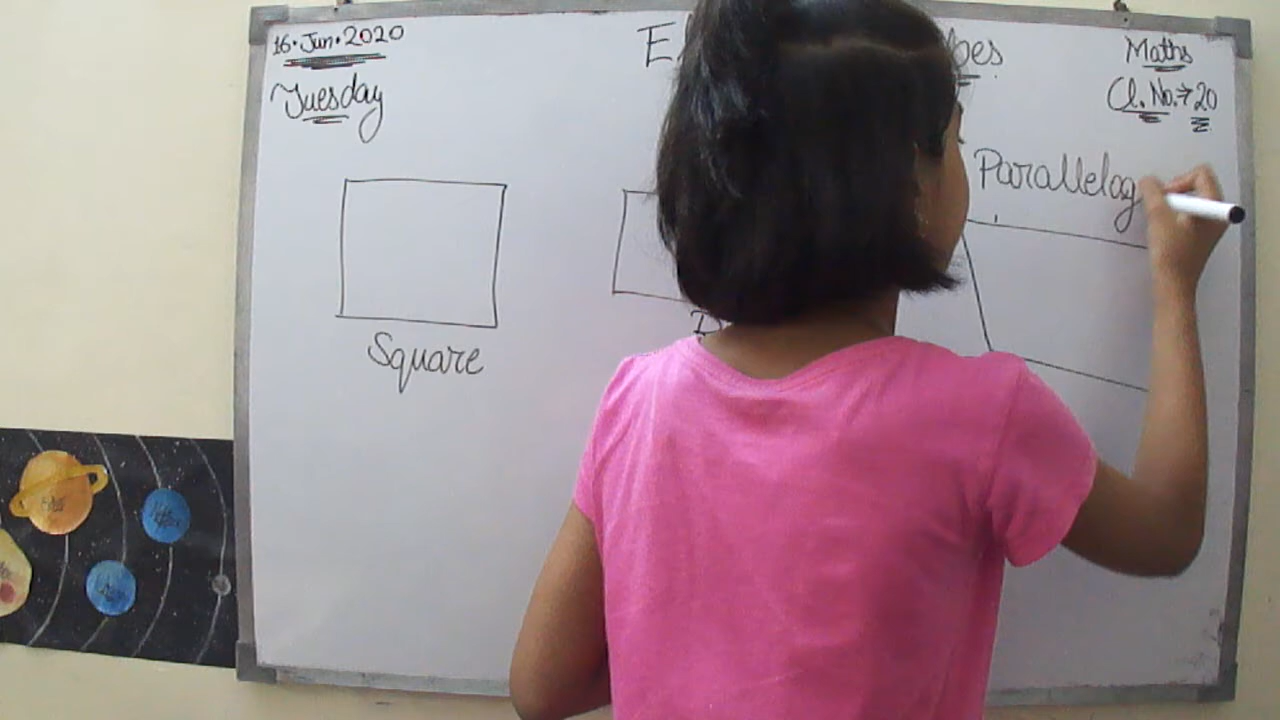 16.Jun.2020
Tuesday
Maths
Cl. No.→20
Parallelog
Square